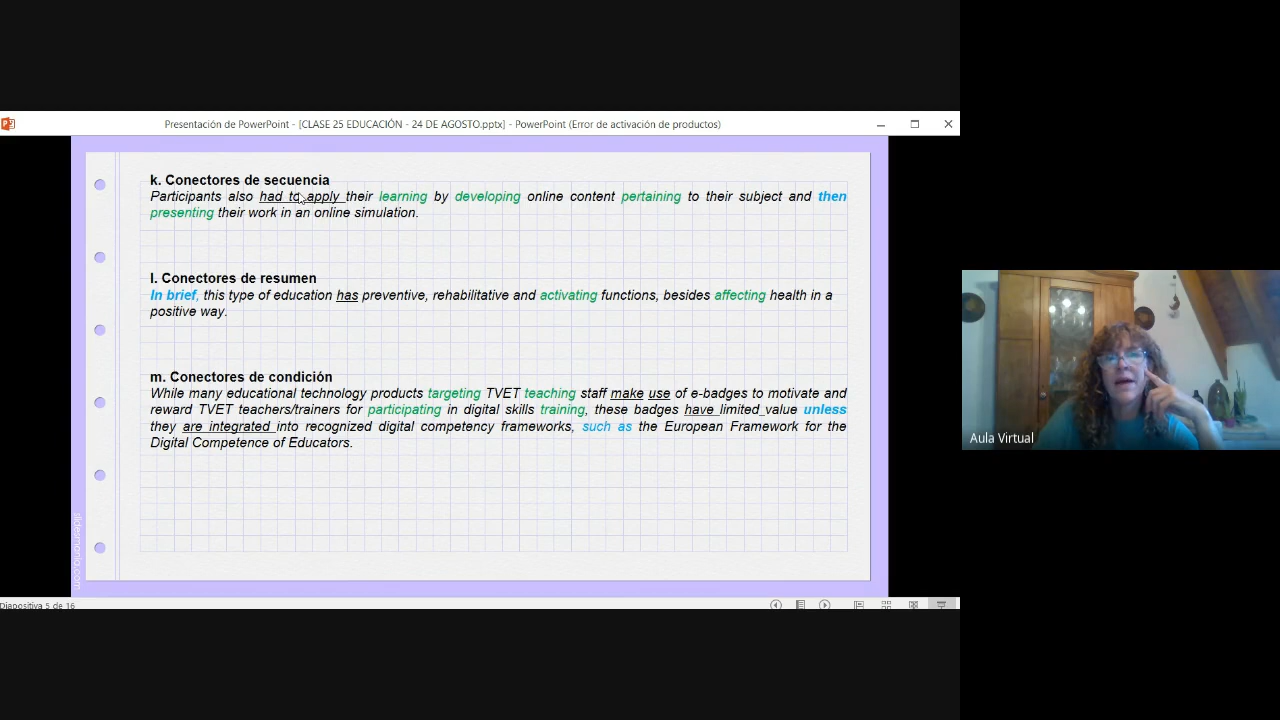 Presentación de PowerPoint - [CLASE 25 EDUCACIÓN - 24 DE AGOSTO.pptx] - PowerPoint (Error de activación de productos)
k. Conectores de secuencia
Participants also had to apply their learning by developing online content pertaining to their subject and then
presenting their work in an online simulation.
l. Conectores de resumen
In brief, this type of education has preventive, rehabilitative and activating functions, besides affecting health in a
positive way.
m. Conectores de condición
While many educational technology products targeting TVET teaching staff make use of e-badges to motivate and
reward TVET teachers/trainers for participating in digital skills training, these badges have limited value unless
they are integrated into recognized digital competency frameworks, such as the European Framework for the
Digital Competence of Educators.
slidesmania.com
Diapositiva 5 de 16
Aula Virtual